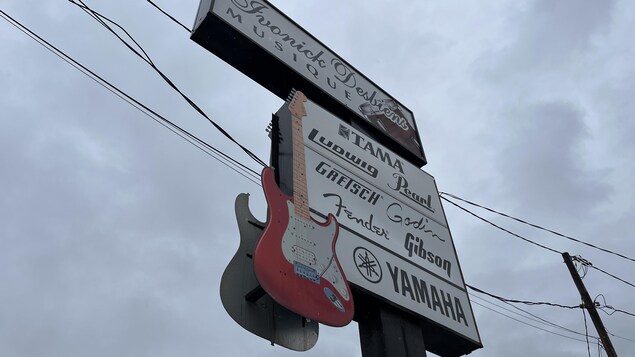 Ivonick Desbiens
MUSIQUE
TAMA
Ludwig Pearl
GRETSCH Godin
Fender Gibson
YAMAHA